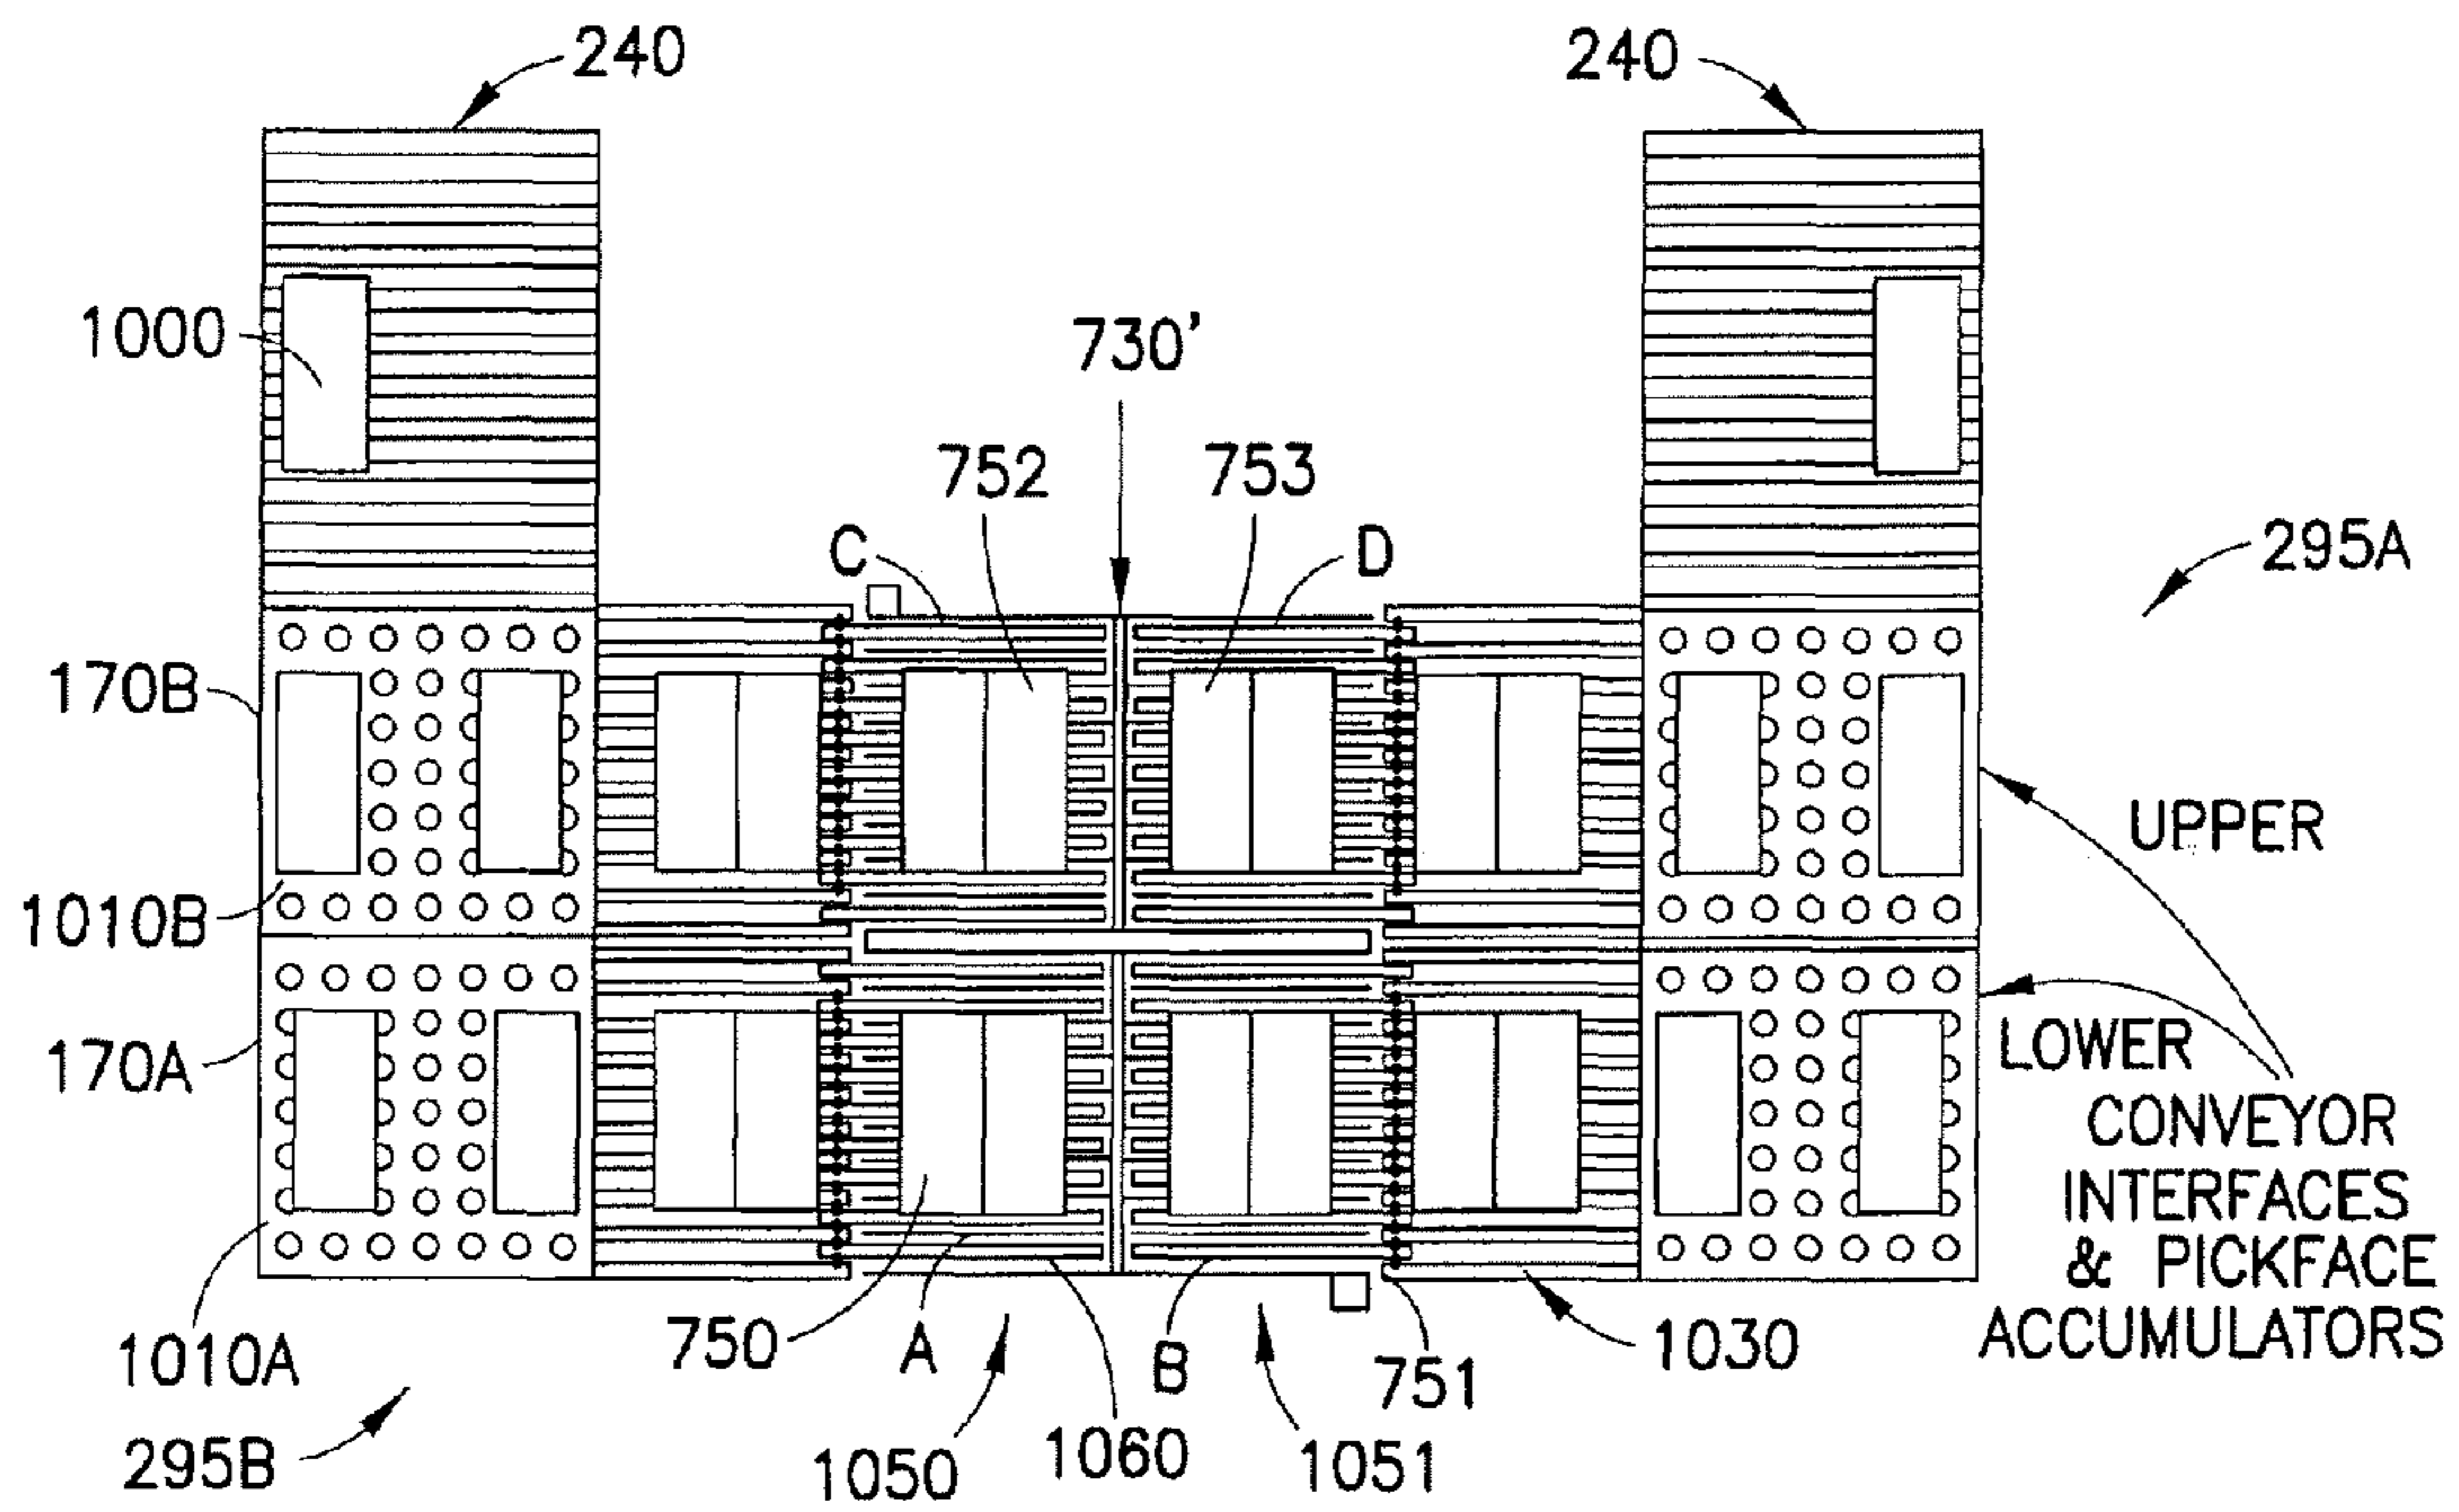 240
240
1000
730'
752
753
C
D
295A
170B
UPPER
1010B
170A
LOWER
CONVEYOR
INTERFACES
& PICKFACE
ACCUMULATORS
1010A
750
A
B
751
1030
295B
1050
1060
1051